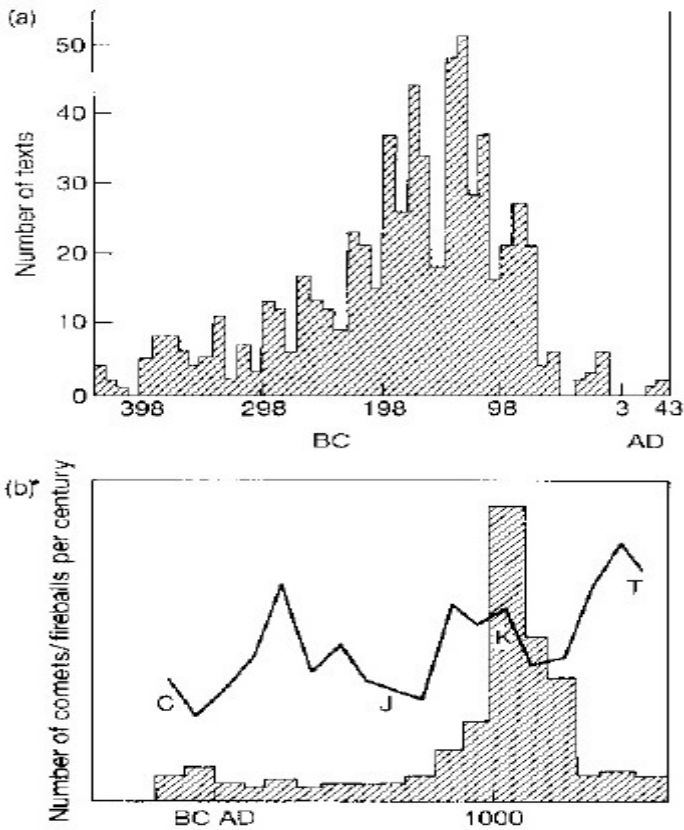 (a)
Number of texts
50
40
30
20
10
0
398 298 198 98 3 43
BC AD
(b)
Number of comets/fireballs per century
C J K T
BC AD 1000